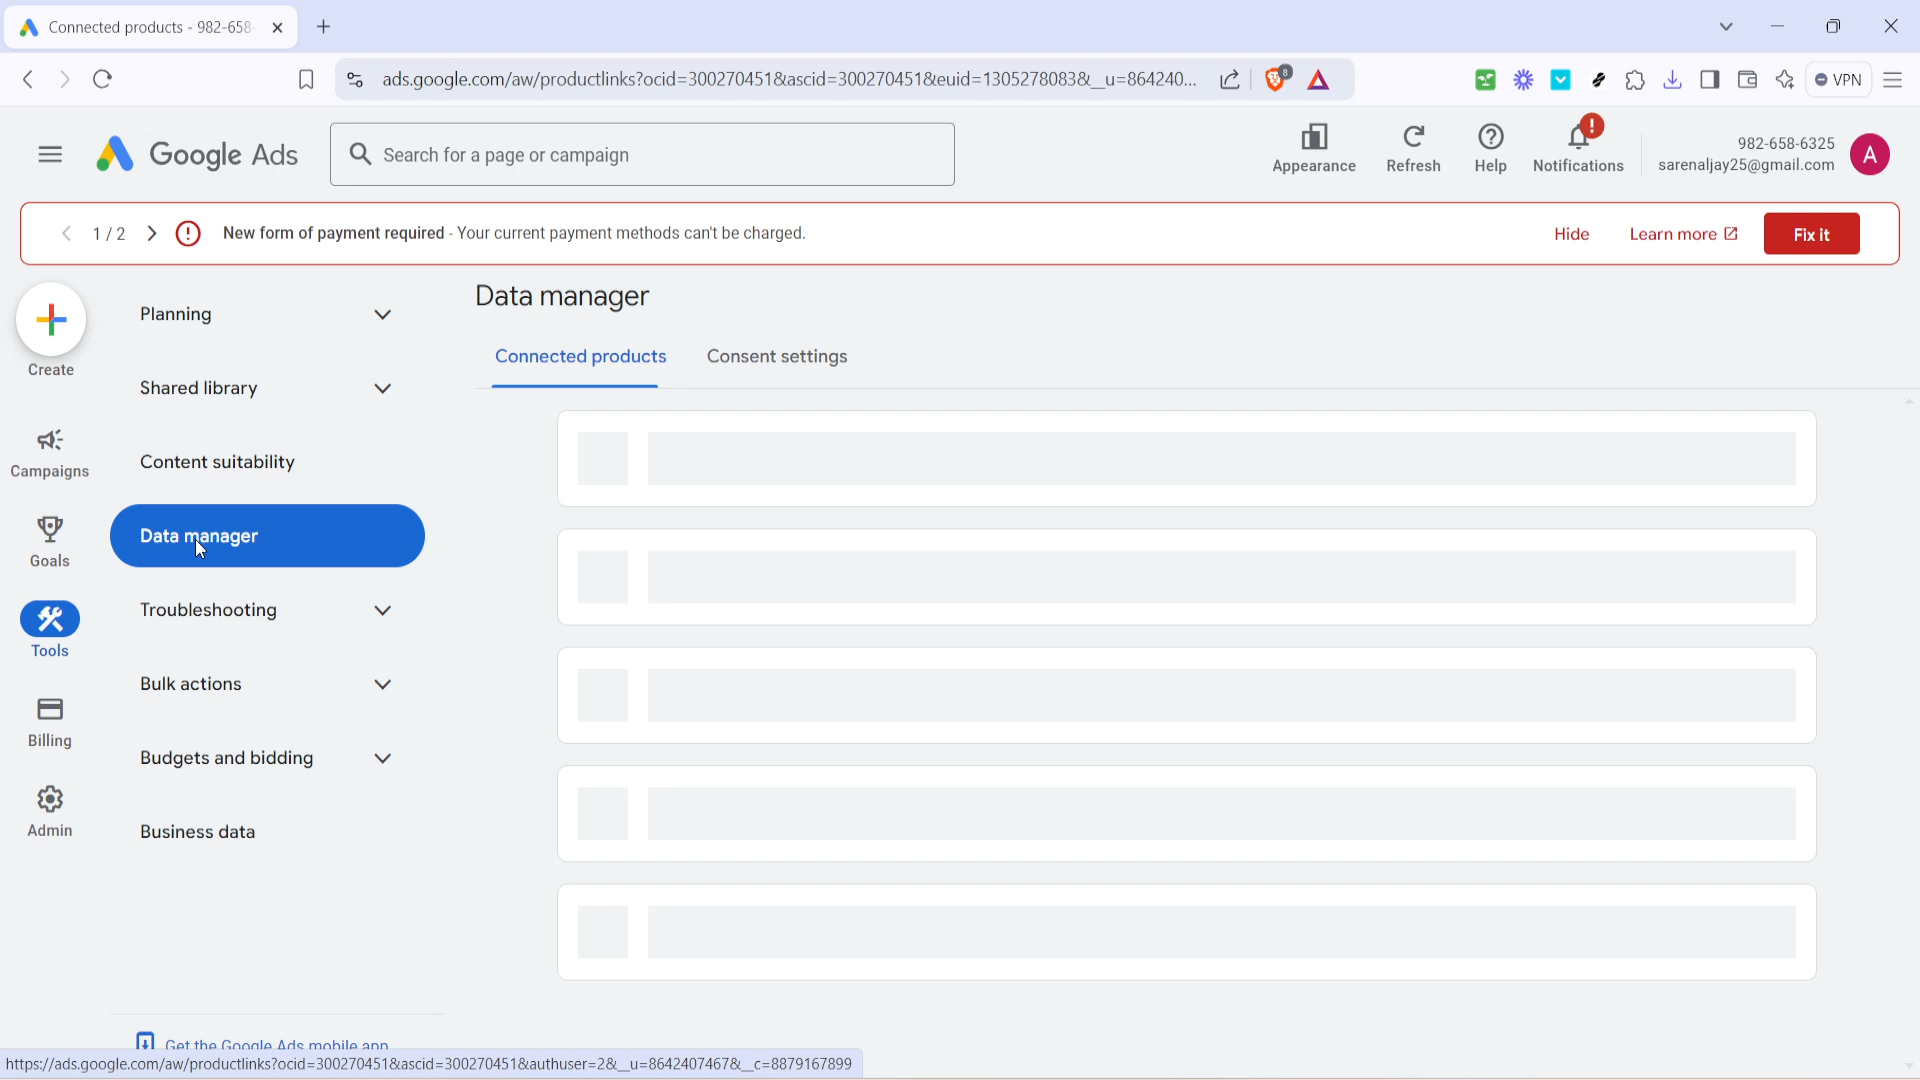 Connected products - 982-658-
ads.google.com/aw/productlinks?ocid=300270451&ascid=300270451&euid=1305278083&__u=864240...
8
VPN
Google Ads
Search for a page or campaign
Appearance
Refresh
Help
Notifications
982-658-6325
sarenaljay25@gmail.com
A
1 / 2
New form of payment required - Your current payment methods can't be charged.
Hide
Learn more
Fix it
Create
Campaigns
Goals
Tools
Billing
Admin
Planning
Shared library
Content suitability
Data manager
Troubleshooting
Bulk actions
Budgets and bidding
Business data
Get the Google Ads mobile app
Data manager
Connected products
Consent settings
https://ads.google.com/aw/productlinks?ocid=300270451&ascid=300270451&authuser=2&__u=8642407467&__c=8879167899